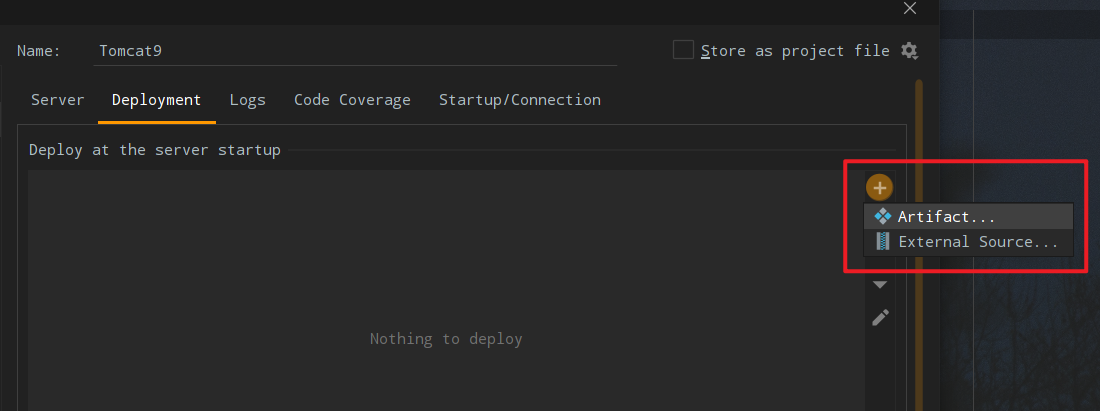 Name: Tomcat9 Store as project file
Server Deployment Logs Code Coverage Startup/Connection
Deploy at the server startup
Artifact...
External Source...
Nothing to deploy